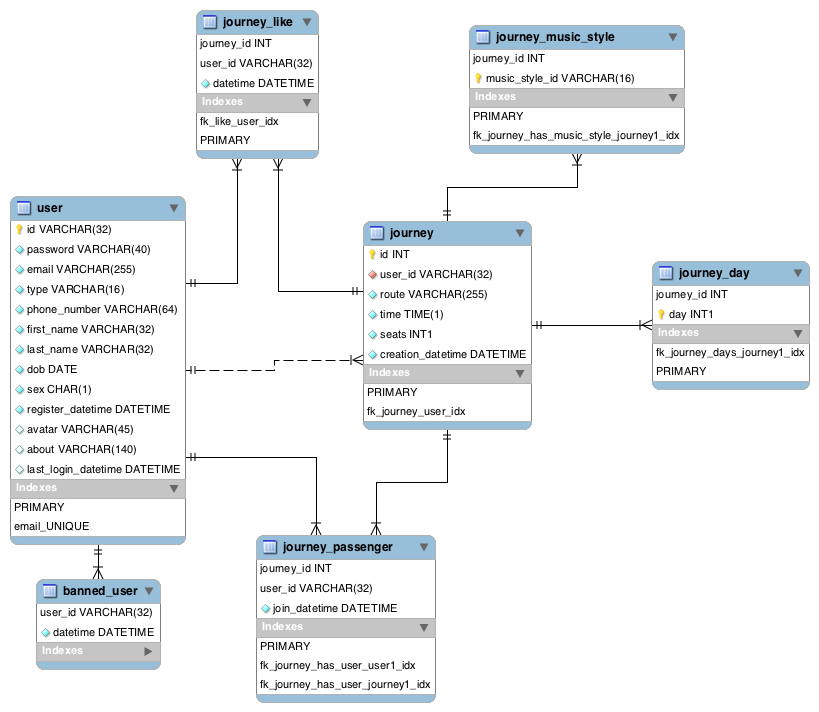 journey_like
journey_id INT
user_id VARCHAR(32)
datetime DATETIME
Indexes
fk_like_user_idx
PRIMARY
journey_music_style
journey_id INT
music_style_id VARCHAR(16)
Indexes
PRIMARY
fk_journey_has_music_style_journey1_idx
user
id VARCHAR(32)
password VARCHAR(40)
email VARCHAR(255)
type VARCHAR(16)
phone_number VARCHAR(64)
first_name VARCHAR(32)
last_name VARCHAR(32)
dob DATE
sex CHAR(1)
register_datetime DATETIME
avatar VARCHAR(45)
about VARCHAR(140)
last_login_datetime DATETIME
Indexes
PRIMARY
email_UNIQUE
journey
id INT
user_id VARCHAR(32)
route VARCHAR(255)
time TIME(1)
seats INT1
creation_datetime DATETIME
Indexes
PRIMARY
fk_journey_user_idx
journey_day
journey_id INT
day INT1
Indexes
fk_journey_days_journey1_idx
PRIMARY
journey_passenger
journey_id INT
user_id VARCHAR(32)
join_datetime DATETIME
Indexes
PRIMARY
fk_journey_has_user_user1_idx
fk_journey_has_user_journey1_idx
banned_user
user_id VARCHAR(32)
datetime DATETIME
Indexes